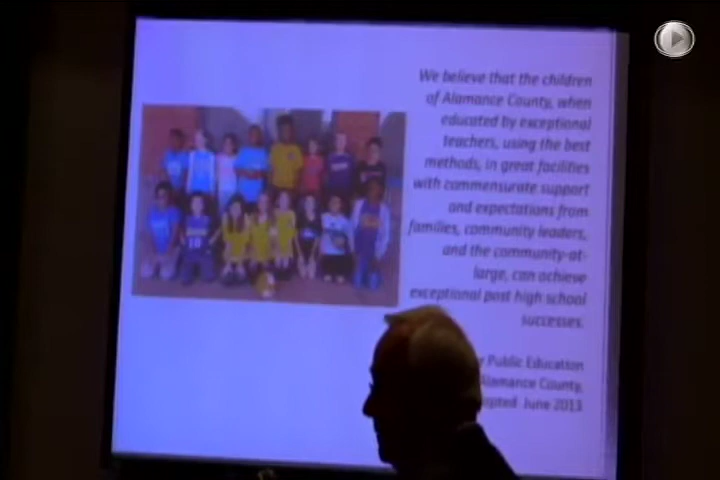 We believe that the children
of Alamance County, when
educated by exceptional
teachers, using the best
methods, in great facilities
with commensurate support
and expectations from
families, community leaders,
and the community-at-
large, can achieve
exceptional post high school
successes.
Public Education
Alamance County,
June 2013